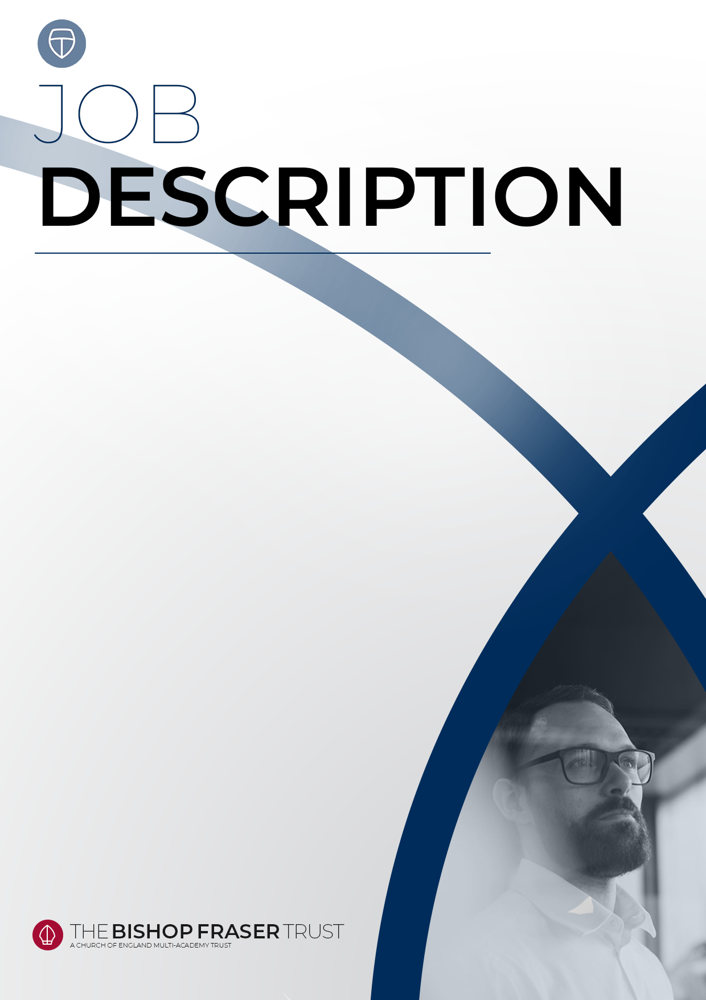 JOB
DESCRIPTION
THE BISHOP FRASER TRUST
A CHURCH OF ENGLAND MULTI-ACADEMY TRUST